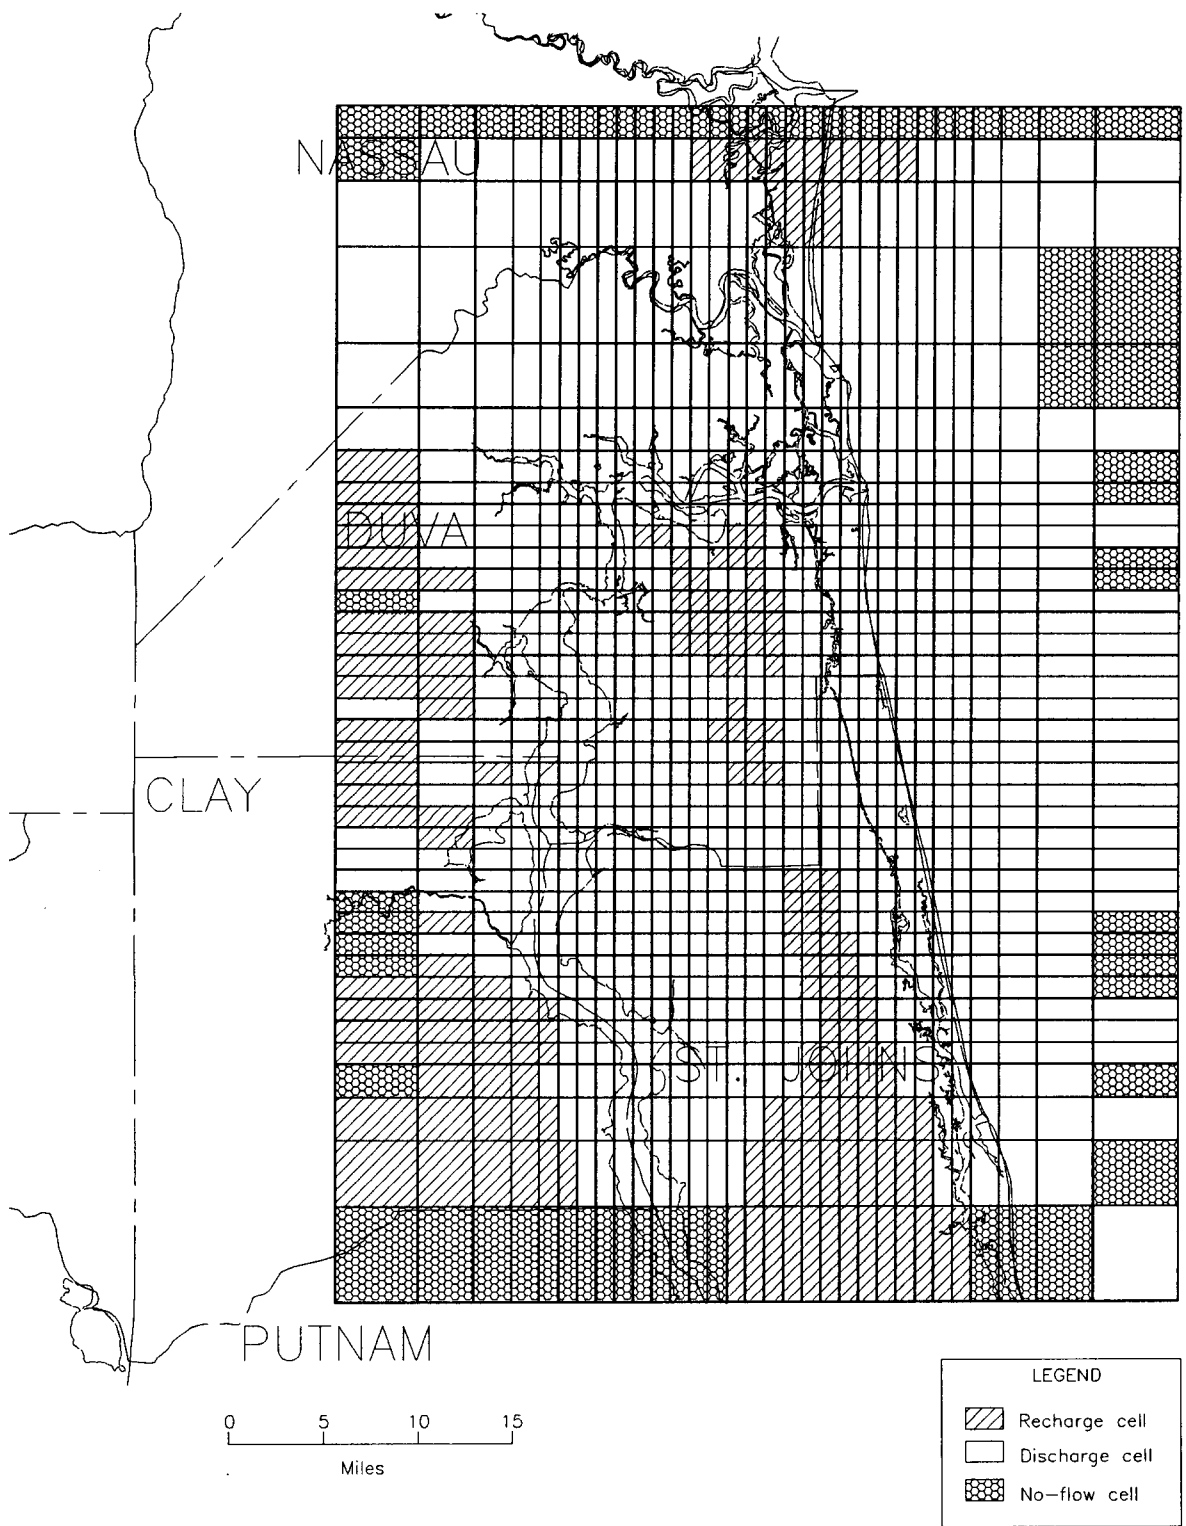 NASSAU
DUVA
CLAY
ST. JOHNS
PUTNAM
0 5 10 15
Miles
LEGEND
Recharge cell
Discharge cell
No-flow cell